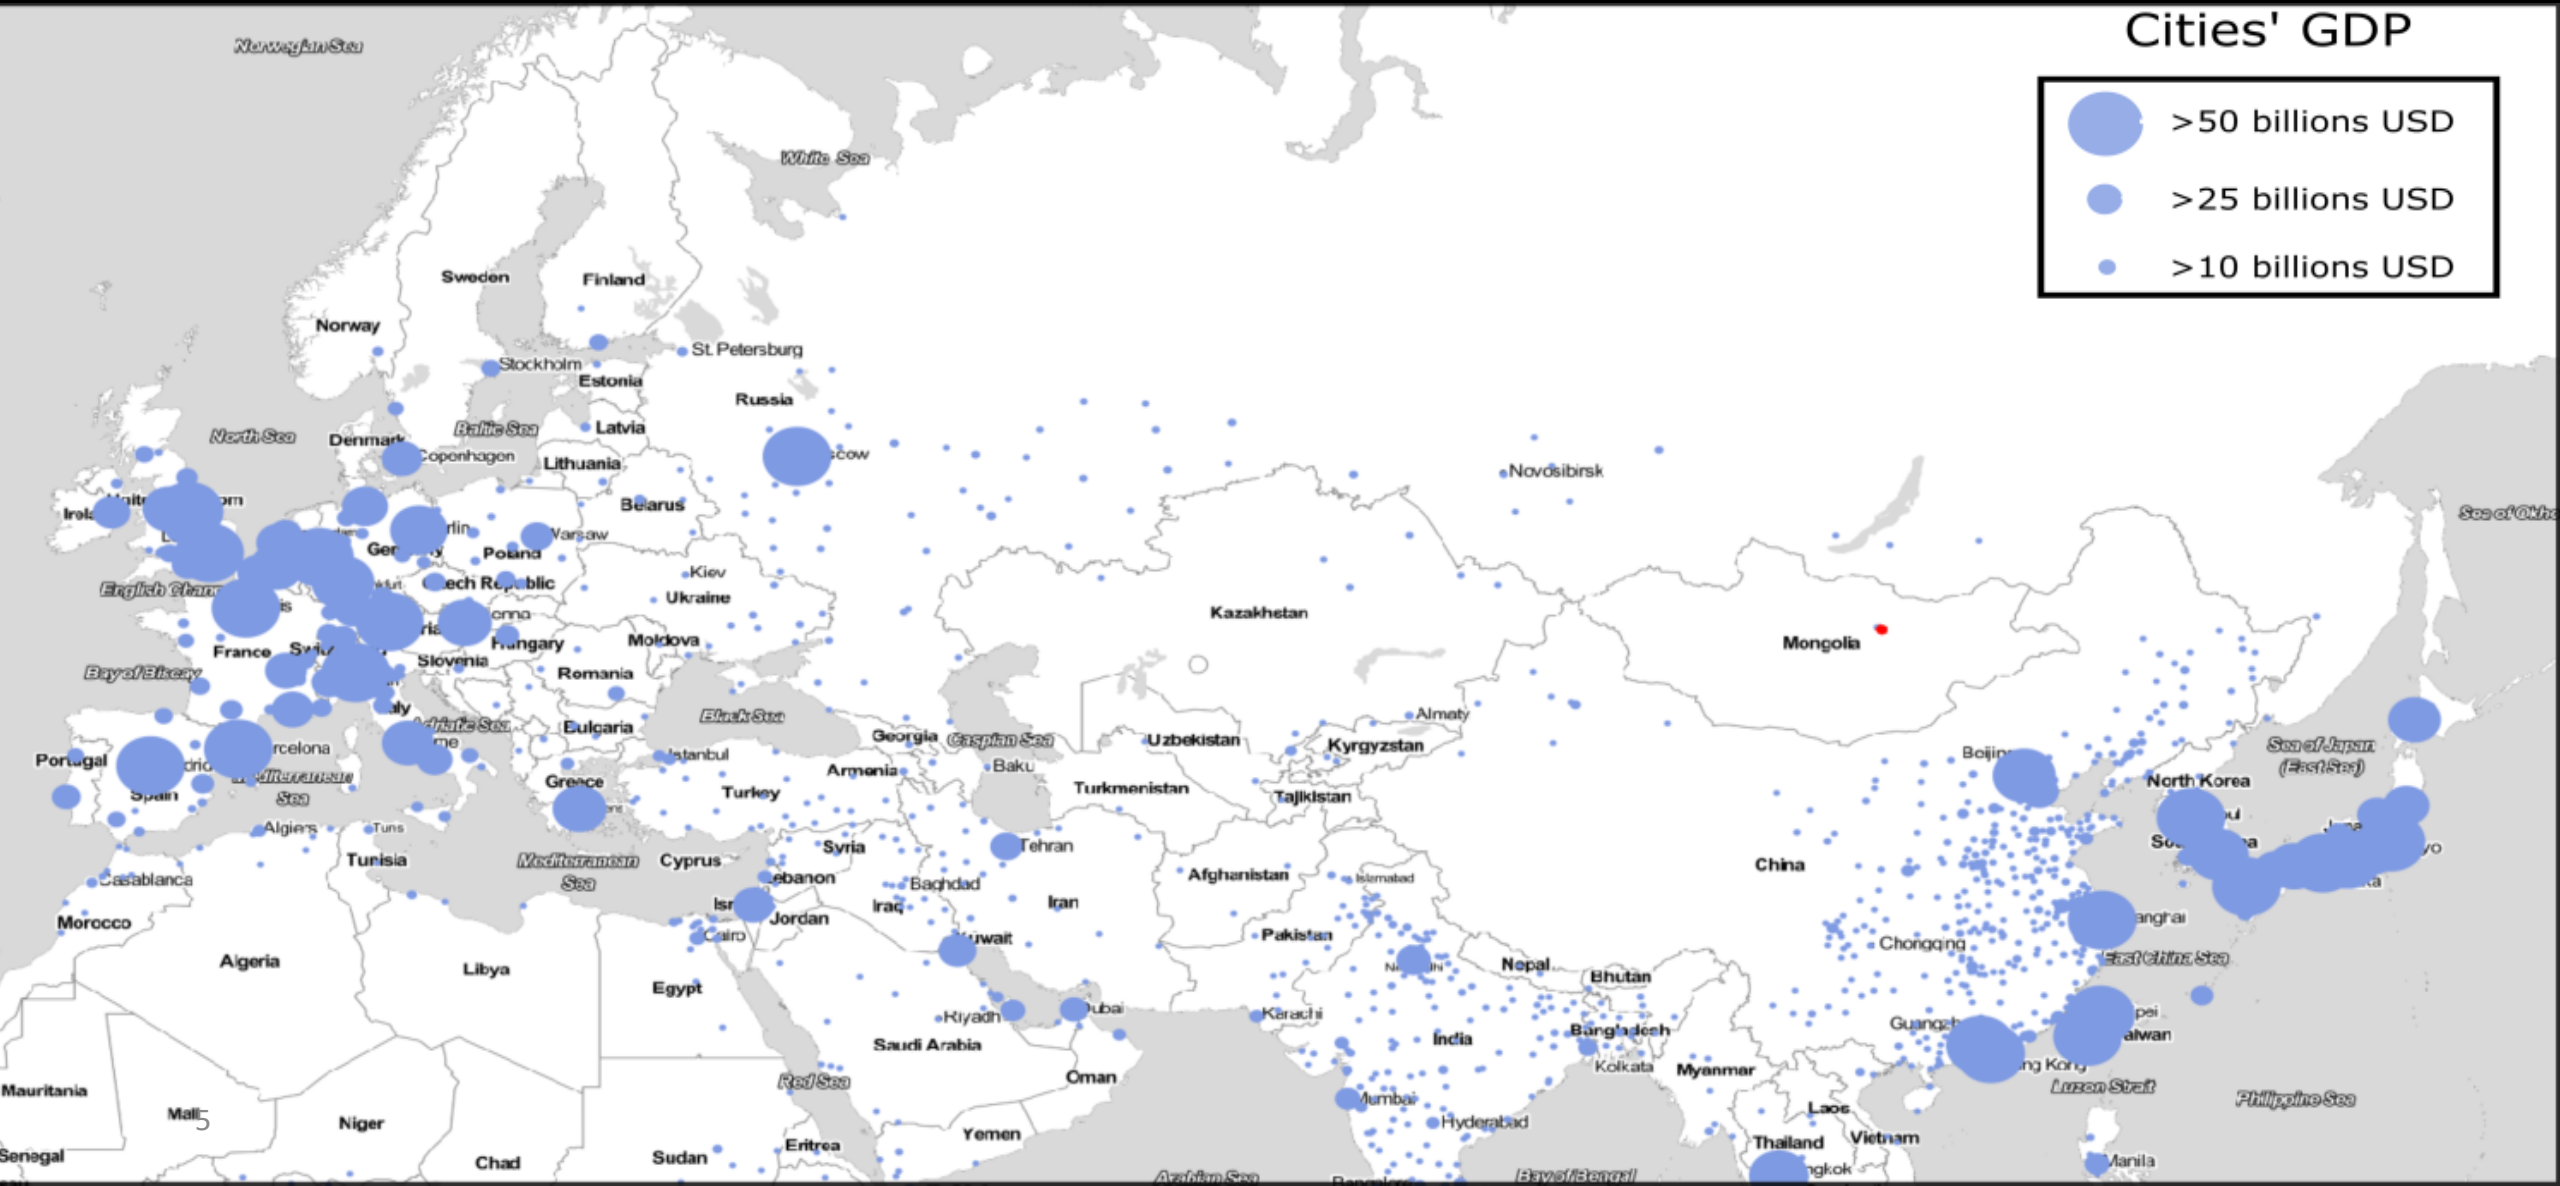 Cities' GDP
>50 billions USD
>25 billions USD
>10 billions USD
Norwegian Sea
White Sea
Sweden
Finland
Norway
St. Petersburg
Stockholm
Estonia
Russia
North Sea
Denmark
Baltic Sea
Latvia
Copenhagen
Lithuania
Novosibirsk
Belarus
Warsaw
Poland
Kiev
Ukraine
Kazakhstan
Mongolia
Moldova
Hungary
France
Slovenia
Romania
Bay of Biscay
Black Sea
Bulgaria
Almaty
Georgia
Caspian Sea
Uzbekistan
Kyrgyzstan
Istanbul
Beijing
Sea of Japan
(East Sea)
Portugal
Armenia
Baku
Greece
Turkey
Turkmenistan
Tajikistan
North Korea
Spain
Sea
Algiers
Tuns
Tehran
Tunisia
Mediterranean
Sea
Cyprus
Syria
China
Casablanca
Lebanon
Baghdad
Afghanistan
Islamabad
Iraq
Iran
Morocco
Jordan
Cairo
Pakistan
Chongqing
East China Sea
Algeria
Libya
Egypt
Nepal
Bhutan
Riyadh
Dubai
Karachi
Bangladesh
Saudi Arabia
India
Kolkata
Myanmar
Red Sea
Oman
Luzon Strait
Philippine Sea
Mauritania
Mali
5
Niger
Mumbai
Hyderabad
Laos
Yemen
Eritrea
Thailand
Vietnam
Senegal
Chad
Sudan
Manila
Arabian Sea
Bay of Bengal